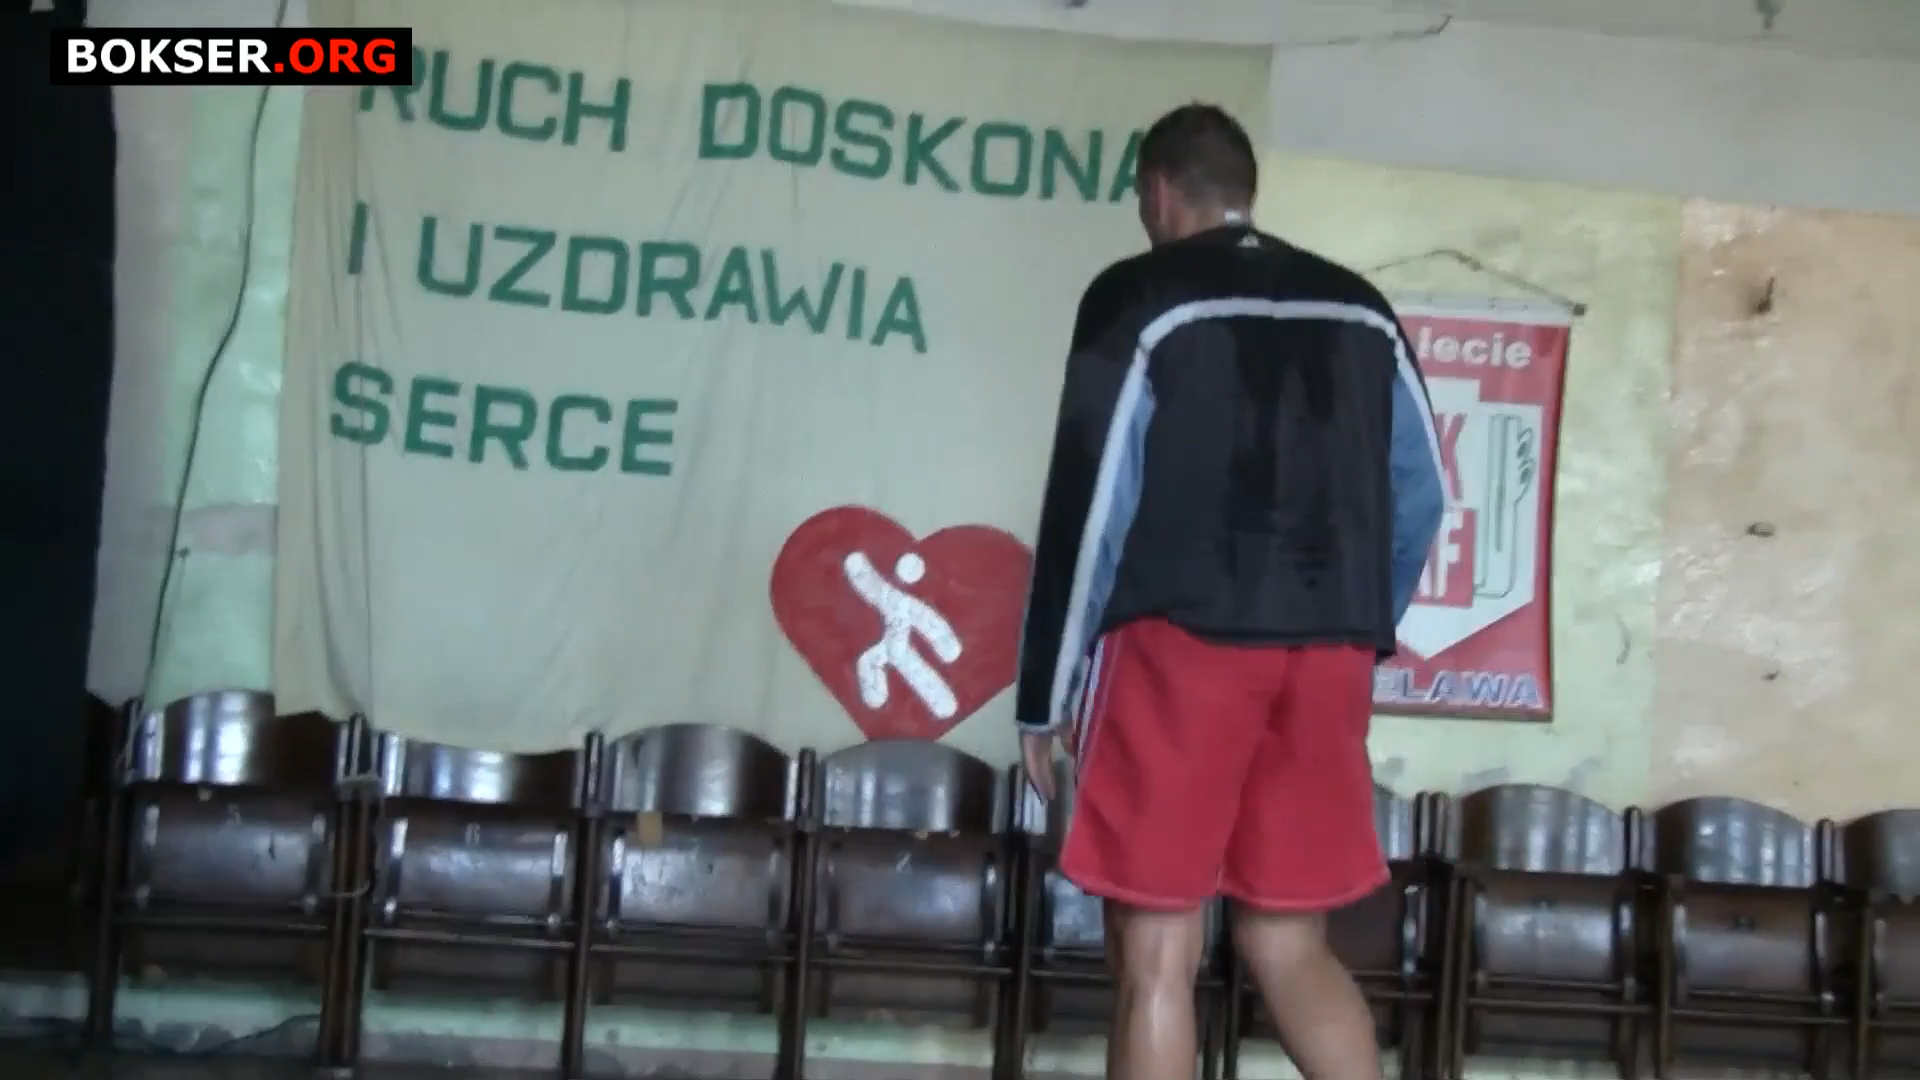 BOKSER.ORG
RUCH DOSKONA
I UZDRAWIA
SERCE
lecie